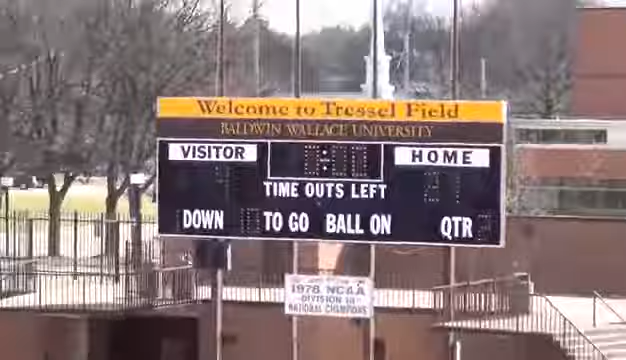 Welcome to Tressel Field
BALDWIN WALLACE UNIVERSITY
VISITOR
HOME
TIME OUTS LEFT
DOWN TO GO BALL ON QTR
1978 NCAA
DIVISION III
NATIONAL CHAMPIONS